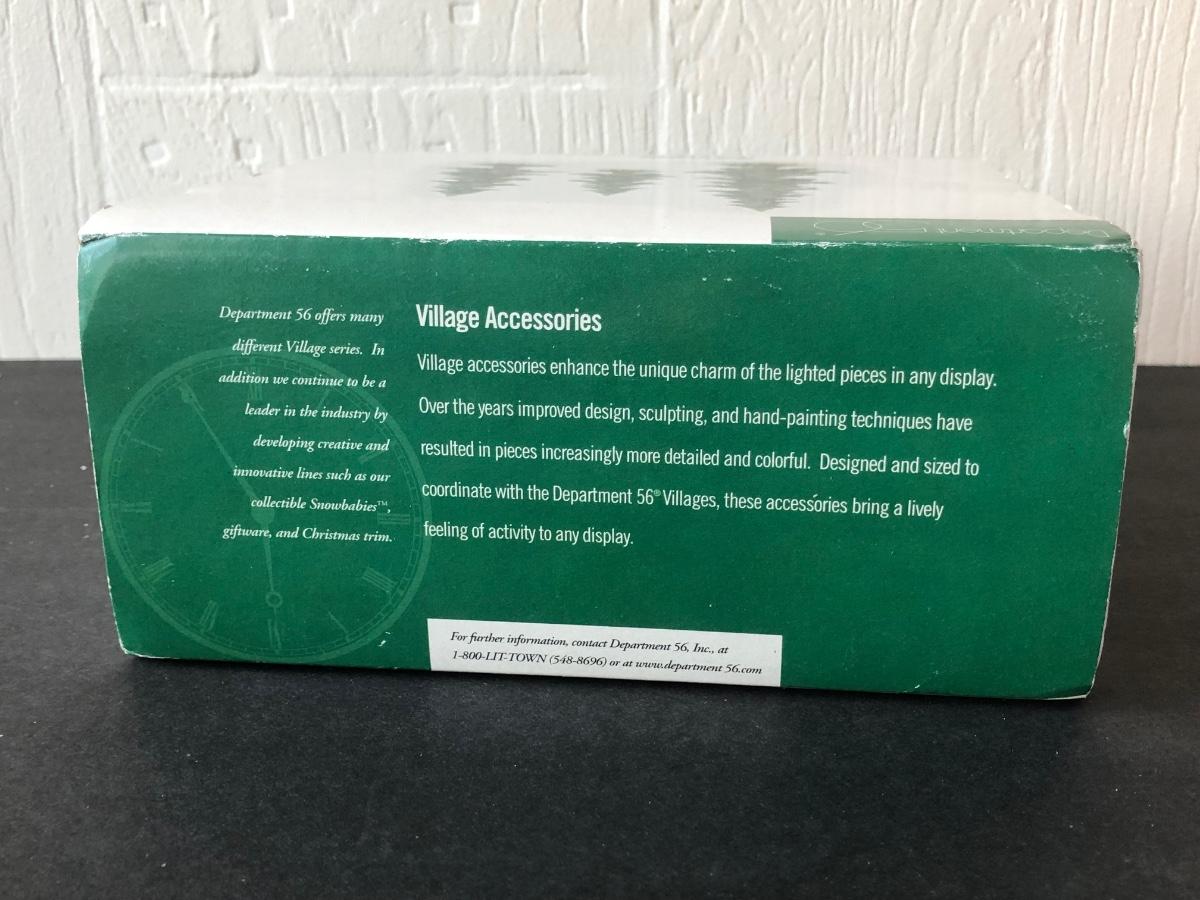 Department
Department 56 offers many
different Village series. In
addition we continue to be a
leader in the industry by
developing creative and
innovative lines such as our
collectible Snowbabies™,
giftware, and Christmas trim.
Village Accessories
Village accessories enhance the unique charm of the lighted pieces in any display.
Over the years improved design, sculpting, and hand-painting techniques have
resulted in pieces increasingly more detailed and colorful. Designed and sized to
coordinate with the Department 56® Villages, these accessories bring a lively
feeling of activity to any display.
For further information, contact Department 56, Inc., at
1-800-LIT-TOWN (548-8696) or at www.department 56.com